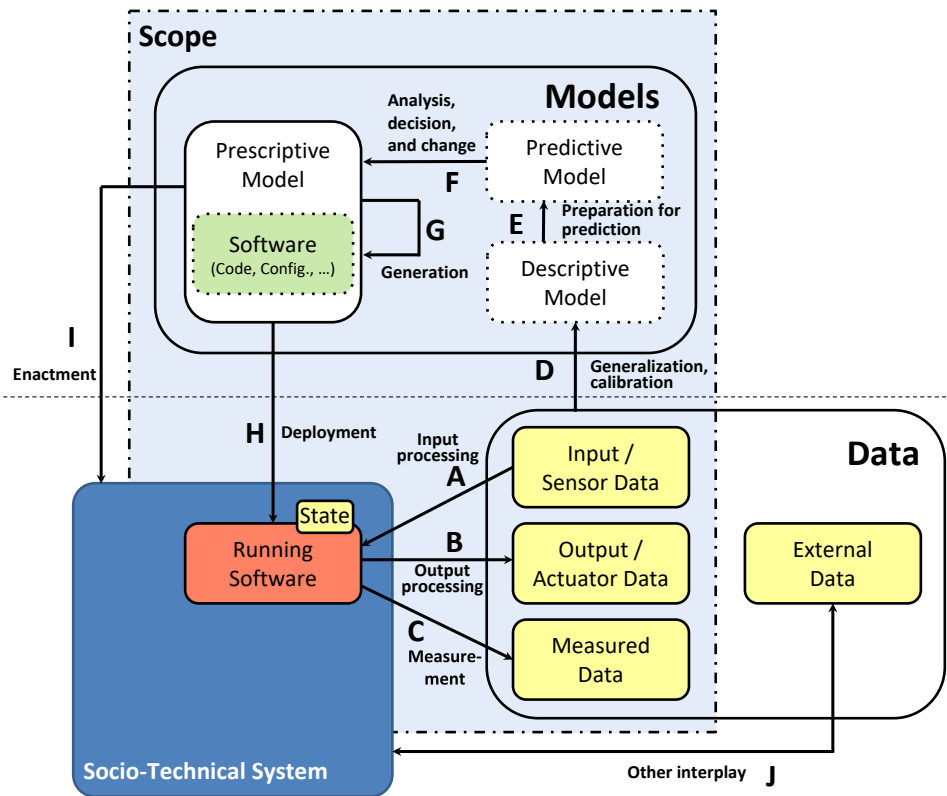 Scope
Models
Analysis,
decision,
and change
F
Prescriptive
Model
Predictive
Model
Software
(Code, Config., …)
G
Generation
E
Preparation for
prediction
Descriptive
Model
I
Enactment
D
Generalization,
calibration
H
Deployment
Input
processing
A
Input /
Sensor Data
Data
State
Running
Software
B
Output
processing
Output /
Actuator Data
External
Data
C
Measure-
ment
Measured
Data
Socio-Technical System
Other interplay
J